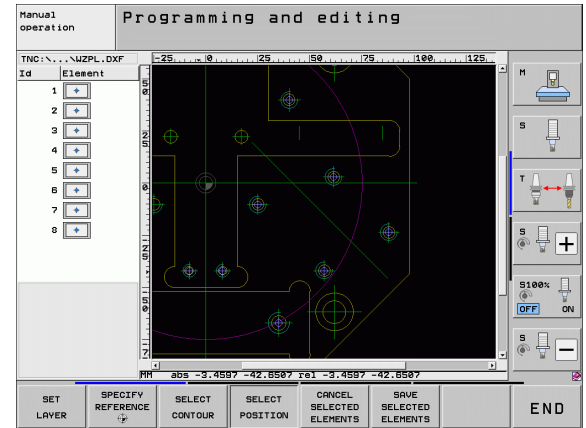 Manual
operation
Programming and editing
TNC:\...\WZPL.DXF
-25 0 25 50 75 100 125
Id Element
1
2
3
4
5
6
7
8
M
S
T
S
S100%
OFF ON
S
MM abs -3.4597 -42.6507 rel -3.4597 -42.6507
SET
LAYER
SPECIFY
REFERENCE
SELECT
CONTOUR
SELECT
POSITION
CANCEL
SELECTED
ELEMENTS
SAVE
SELECTED
ELEMENTS
END